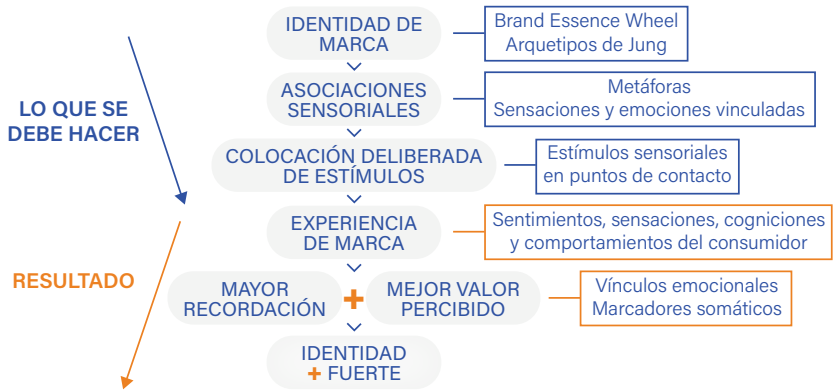 IDENTIDAD DE
MARCA
Brand Essence Wheel
Arquetipos de Jung
ASOCIACIONES
SENSORIALES
Metáforas
Sensaciones y emociones vinculadas
LO QUE SE
DEBE HACER
COLOCACIÓN DELIBERADA
DE ESTÍMULOS
Estímulos sensoriales
en puntos de contacto
EXPERIENCIA
DE MARCA
Sentimientos, sensaciones, cogniciones
y comportamientos del consumidor
RESULTADO
MAYOR
RECORDACIÓN
+
MEJOR VALOR
PERCIBIDO
Vínculos emocionales
Marcadores somáticos
IDENTIDAD
+ FUERTE